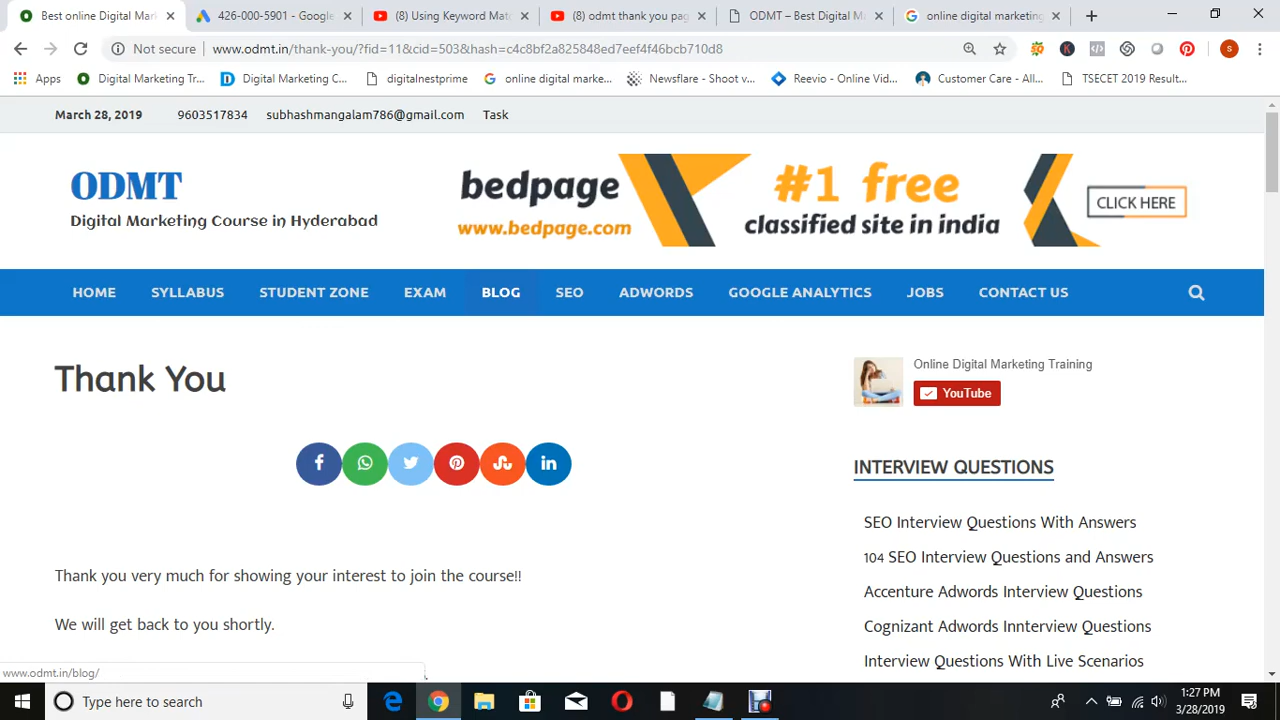 Best online Digital Mar
426-000-5901 - Google
(8) Using Keyword Mat
(8) odmt thank you pag
ODMT – Best Digital M
online digital marketing
Not secure
www.odmt.in/thank-you/?fid=11&cid=503&hash=c4c8bf2a825848ed7eef4f46bcb710d8
Apps
Digital Marketing Tr...
Digital Marketing C...
digitalnestprime
online digital marke...
Newsflare - Shoot v...
Reevio - Online Vid...
Customer Care - All...
TSECET 2019 Result...
March 28, 2019
9603517834
subhashmangalam786@gmail.com
Task
ODMT
Digital Marketing Course in Hyderabad
bedpage
www.bedpage.com
#1 free
classified site in india
CLICK HERE
HOME
SYLLABUS
STUDENT ZONE
EXAM
BLOG
SEO
ADWORDS
GOOGLE ANALYTICS
JOBS
CONTACT US
Thank You
Online Digital Marketing Training
YouTube
INTERVIEW QUESTIONS
SEO Interview Questions With Answers
104 SEO Interview Questions and Answers
Accenture Adwords Interview Questions
Cognizant Adwords Innterview Questions
Interview Questions With Live Scenarios
Thank you very much for showing your interest to join the course!!
We will get back to you shortly.
www.odmt.in/blog/
Type here to search
1:27 PM
3/28/2019